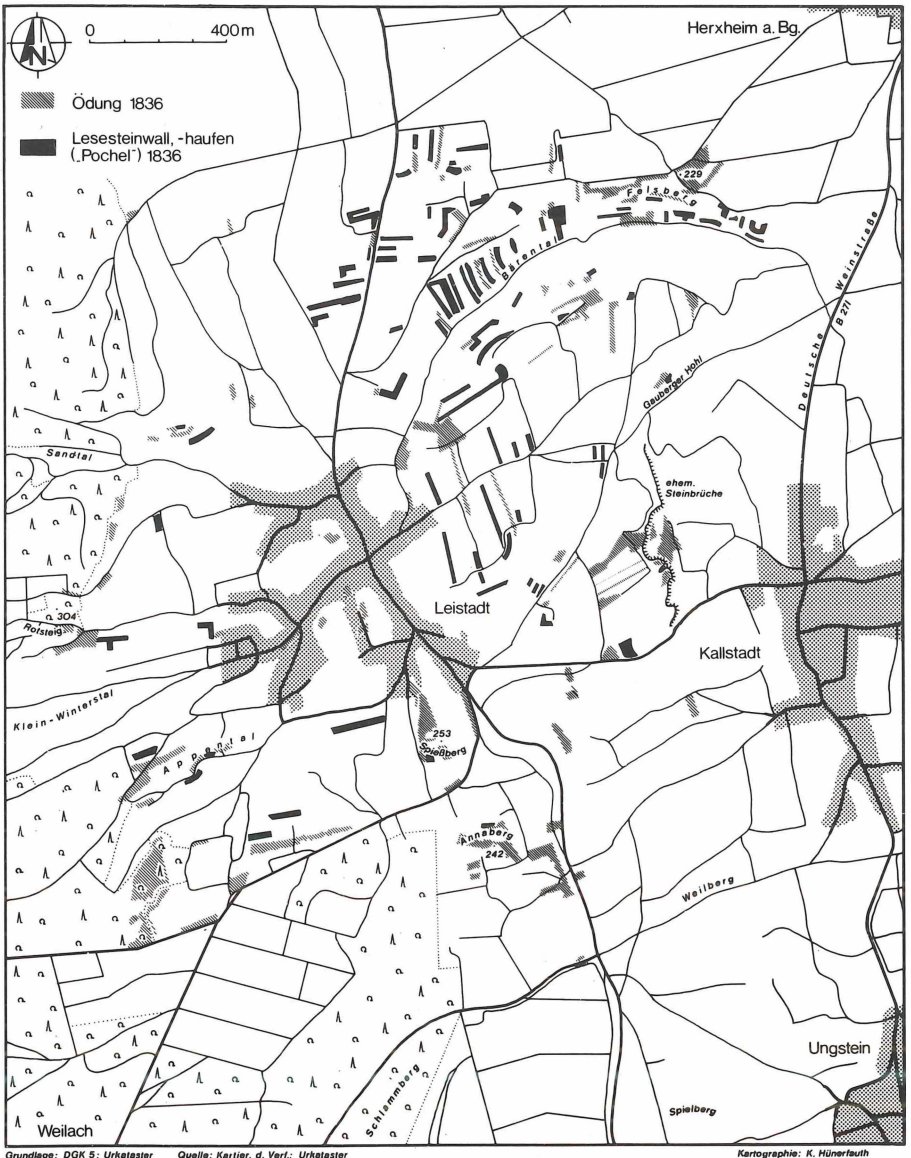 0 400m
N
Herxheim a. Bg.
Ödung 1836
Lesesteinwall, -haufen
(„Pochel") 1836
229
Felsberg
Bärental
Deutsche Weinstraße
B 271
Gauberger Hohl
Sandtal
ehem.
Steinbrüche
Leistadt
304
Rotsteig
Kallstadt
Klein-Winterstal
Appental
253
Spießberg
Annaberg
242
Weilberg
Ungstein
Schlammberg
Spielberg
Weilach
Grundlage: DGK 5; Urkataster Quelle: Kartier. d. Verf.; Urkataster Kartographie: K. Hünerfauth